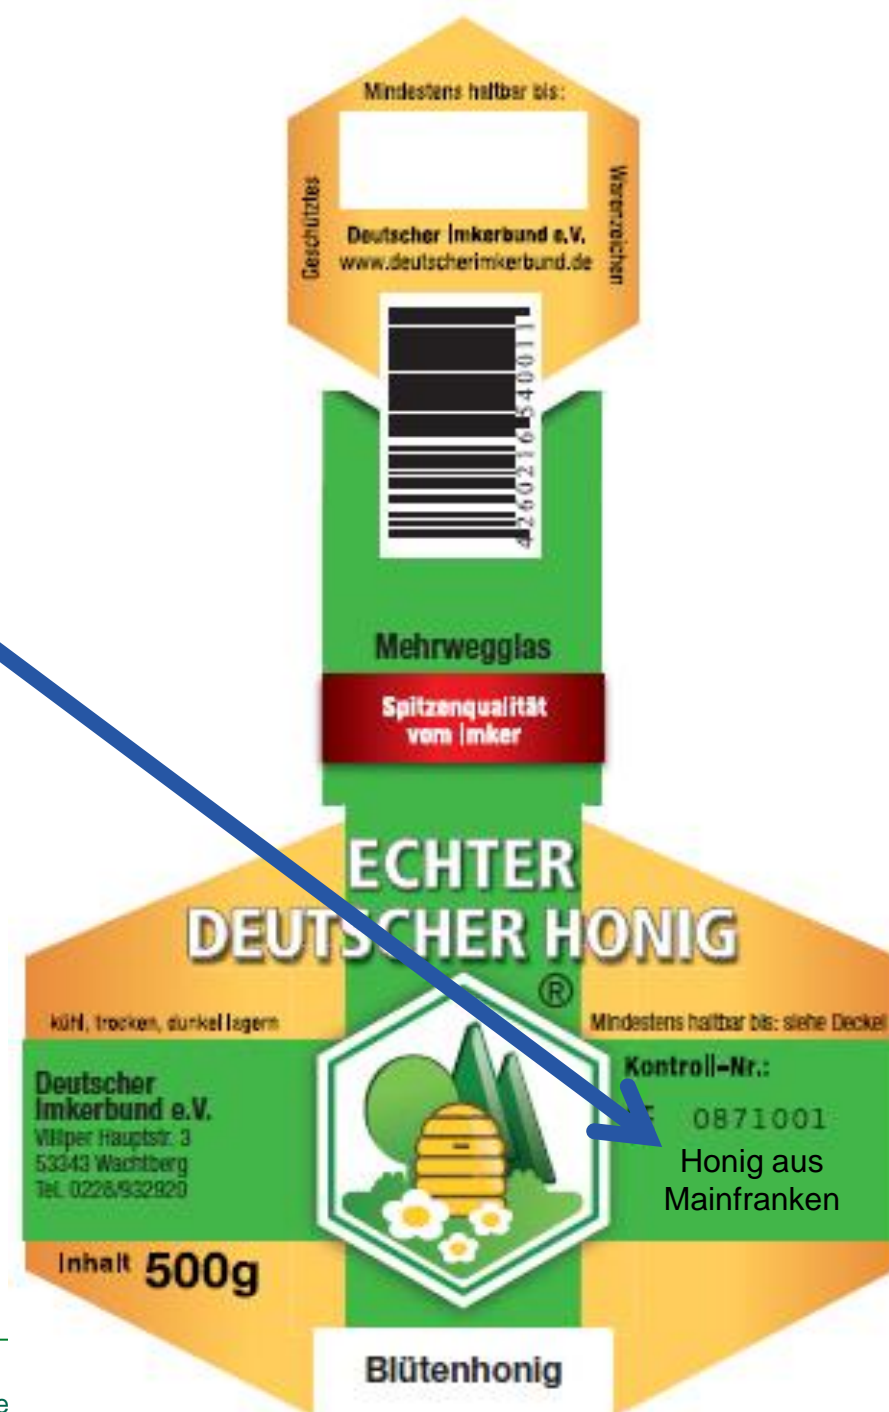 Mindestens haltbar bis:
Geschütztes
Warenzeichen
Deutscher Imkerbund e.V.
www.deutscherimkerbund.de
4260216 540011
Mehrwegglas
Spitzenqualität
vom Imker
ECHTER
DEUTSCHER HONIG
®
kühl, trocken, dunkel lagern
Mindestens haltbar bis: siehe Deckel
Deutscher
Imkerbund e.V.
Villiper Hauptstr. 3
53343 Wachtberg
Tel. 0228/932920
Kontroll-Nr.:
0871001
Honig aus
Mainfranken
Inhalt 500g
Blütenhonig